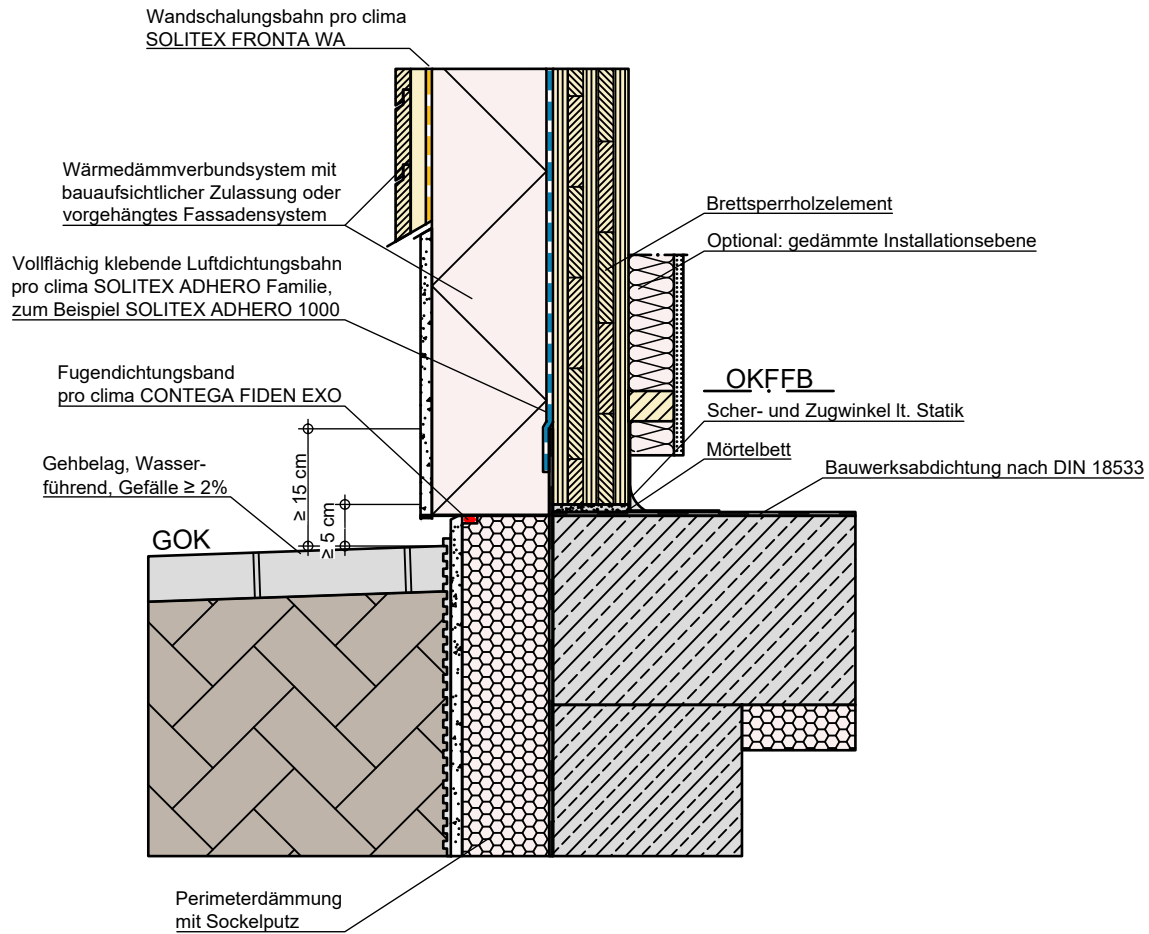 Wandschalungsbahn pro clima
SOLITEX FRONTA WA
Wärmedämmverbundsystem mit
bauaufsichtlicher Zulassung oder
vorgehängtes Fassadensystem
Vollflächig klebende Luftdichtungsbahn
pro clima SOLITEX ADHERO Familie,
zum Beispiel SOLITEX ADHERO 1000
Fugendichtungsband
pro clima CONTEGA FIDEN EXO
Gehbelag, Wasser-
führend, Gefälle ≥ 2%
GOK
≥ 15 cm
≥ 5 cm
Brettsperrholzelement
Optional: gedämmte Installationsebene
OKFFB
Scher- und Zugwinkel lt. Statik
Mörtelbett
Bauwerksabdichtung nach DIN 18533
Perimeterdämmung
mit Sockelputz